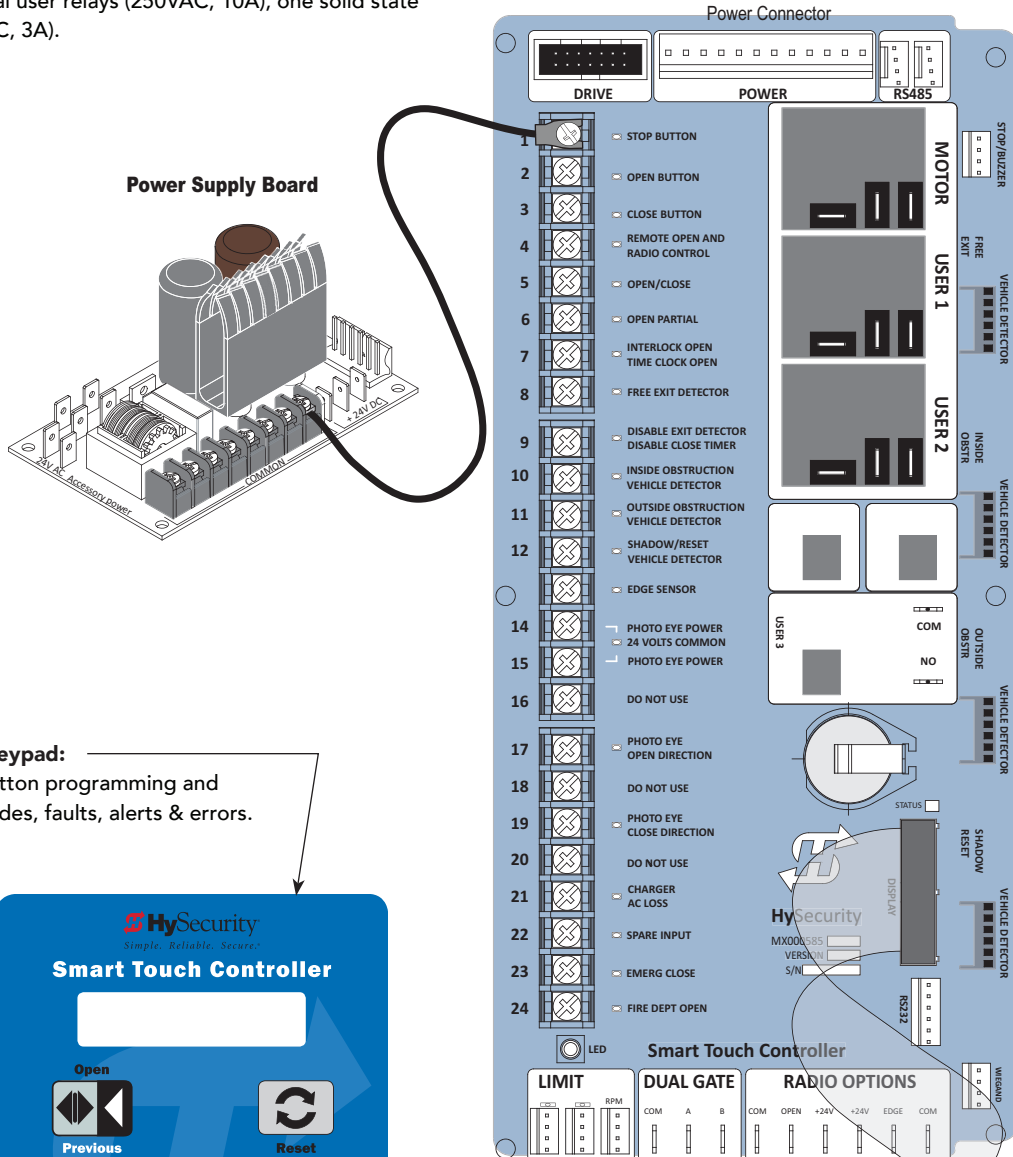 al user relays (250VAC, 10A), one solid state
C, 3A).
Power Connector
DRIVE
POWER
RS485
Power Supply Board
24V AC Accessory power
COMMON
+ 24V DC
1 STOP BUTTON
2 OPEN BUTTON
3 CLOSE BUTTON
4 REMOTE OPEN AND
RADIO CONTROL
5 OPEN/CLOSE
6 OPEN PARTIAL
7 INTERLOCK OPEN
TIME CLOCK OPEN
8 FREE EXIT DETECTOR
9 DISABLE EXIT DETECTOR
DISABLE CLOSE TIMER
10 INSIDE OBSTRUCTION
VEHICLE DETECTOR
11 OUTSIDE OBSTRUCTION
VEHICLE DETECTOR
12 SHADOW/RESET
VEHICLE DETECTOR
EDGE SENSOR
14 PHOTO EYE POWER
24 VOLTS COMMON
15 PHOTO EYE POWER
16 DO NOT USE
17 PHOTO EYE
OPEN DIRECTION
18 DO NOT USE
19 PHOTO EYE
CLOSE DIRECTION
20 DO NOT USE
21 CHARGER
AC LOSS
22 SPARE INPUT
23 EMERG CLOSE
24 FIRE DEPT OPEN
LED
MOTOR
USER 1
USER 2
USER 3
COM
NO
STOP/BUZZER
FREE
EXIT
VEHICLE DETECTOR
INSIDE
OBSTR
VEHICLE DETECTOR
OUTSIDE
OBSTR
VEHICLE DETECTOR
SHADOW
RESET
VEHICLE DETECTOR
STATUS
DISPLAY
HySecurity
MX000585
VERSION
S/N
RS232
WIEGAND
Smart Touch Controller
LIMIT
RPM
DUAL GATE
COM A B
RADIO OPTIONS
COM OPEN +24V +24V EDGE COM
eypad:
tton programming and
des, faults, alerts & errors.
HySecurity
Simple. Reliable. Secure.
Smart Touch Controller
Open
Previous
Reset